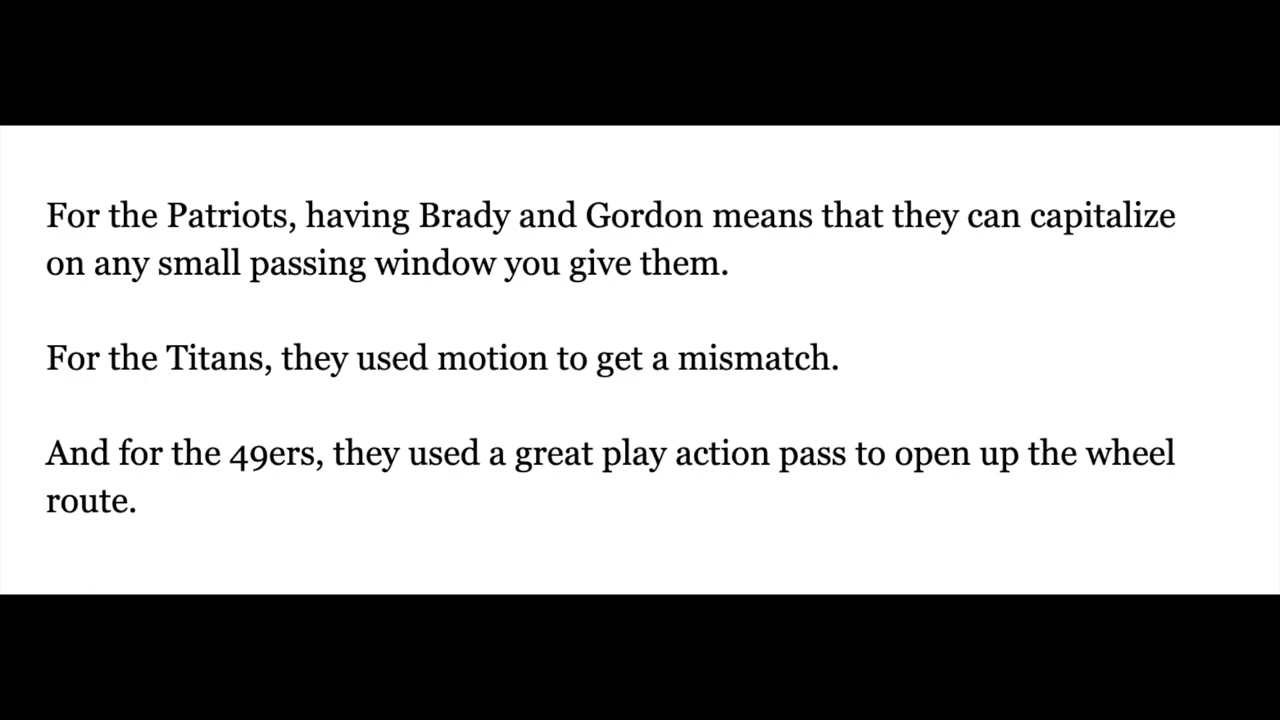 For the Patriots, having Brady and Gordon means that they can capitalize
on any small passing window you give them.
For the Titans, they used motion to get a mismatch.
And for the 49ers, they used a great play action pass to open up the wheel
route.